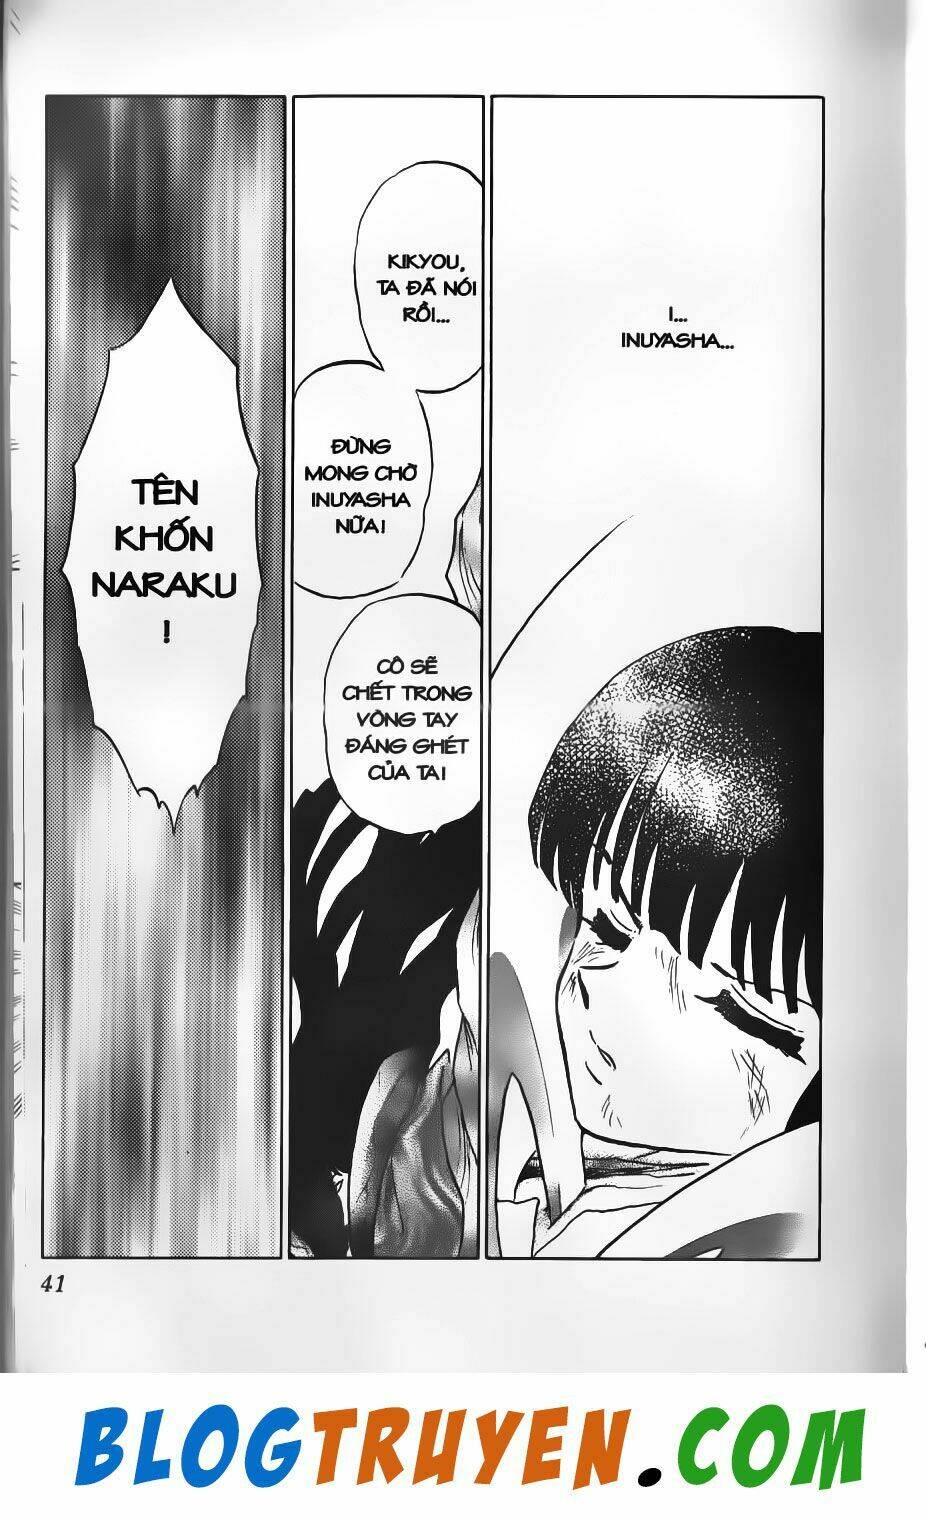 I...
INUYASHA...
KIKYOU,
TA ĐÃ NÓI
RỒI...
ĐỪNG
MONG CHỜ
INUYASHA
NỮA!
CÔ SẼ
CHẾT TRONG
VÒNG TAY
ĐÁNG GHÉT
CỦA TA!
TÊN
KHỐN
NARAKU
!
41
BLOGTRUYEN.COM